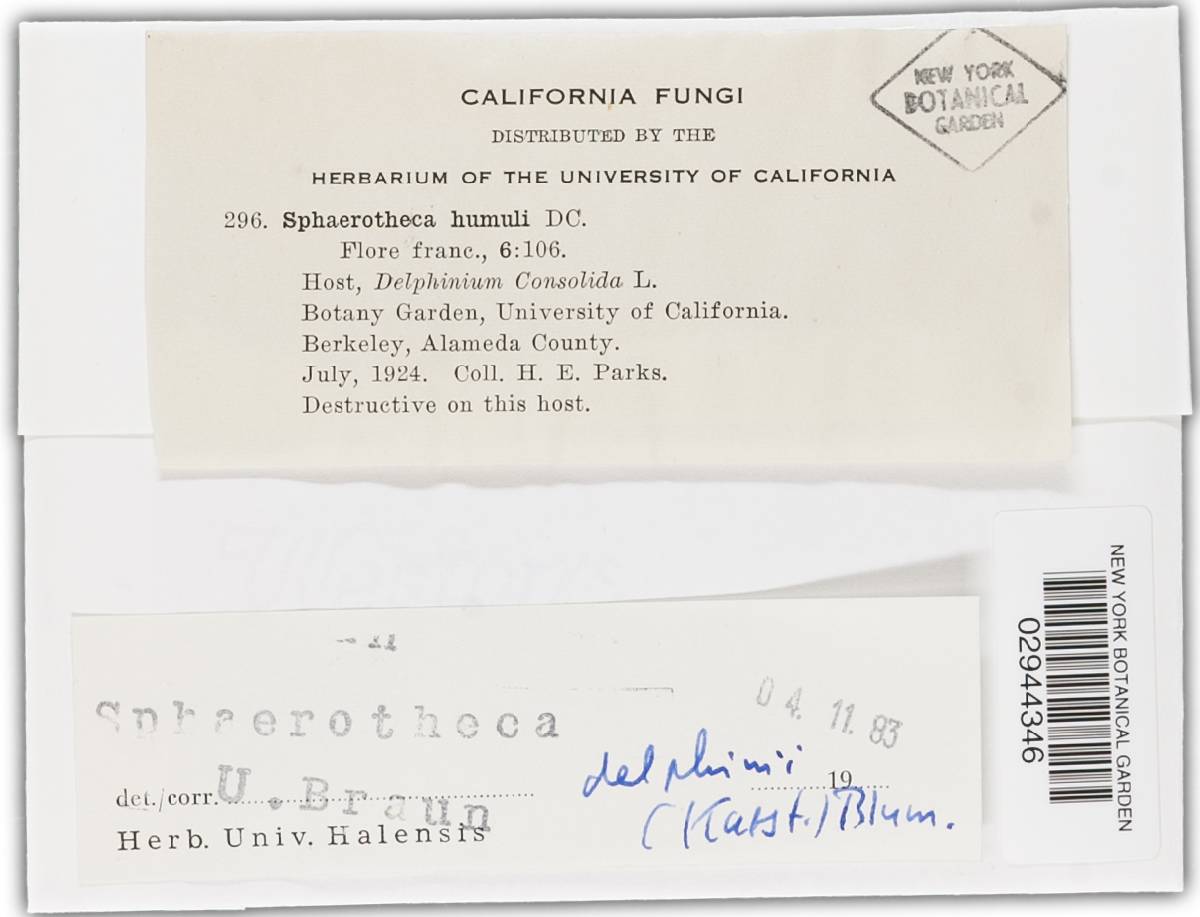 NEW YORK
BOTANICAL
GARDEN
CALIFORNIA FUNGI
DISTRIBUTED BY THE
HERBARIUM OF THE UNIVERSITY OF CALIFORNIA
296. Sphaerotheca humuli DC.
Flore franc., 6:106.
Host, Delphinium Consolida L.
Botany Garden, University of California.
Berkeley, Alameda County.
July, 1924. Coll. H. E. Parks.
Destructive on this host.
NEW YORK BOTANICAL GARDEN
02944346
Sphaerotheca
04. 11. 83
delphinii
det./corr. U. Braun 19
(Karst.) Blum.
Herb. Univ. Halensis